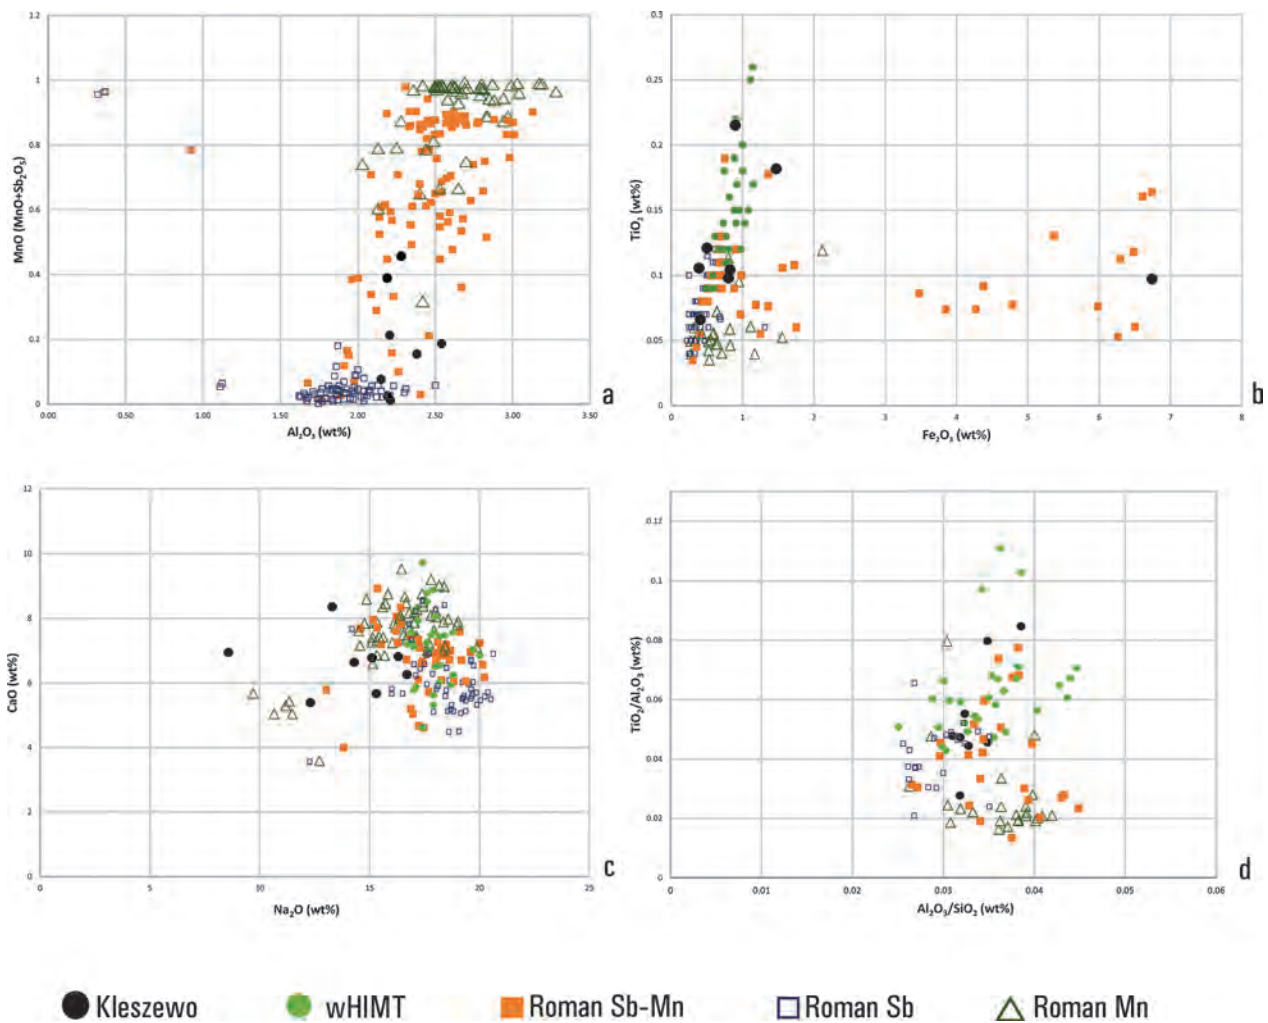 1.2
1
0.8
0.6
0.4
0.2
0
0.00 0.50 1.00 1.50 2.00 2.50 3.00 3.50
MnO (MnO+Sb₂O₅)
Al₂O₃ (wt%)
a
0.3
0.25
0.2
0.15
0.1
0.05
0
0 1 2 3 4 5 6 7 8
TiO₂ (wt%)
Fe₂O₃ (wt%)
b
12
10
8
6
4
2
0
0 5 10 15 20 25
CaO (wt%)
Na₂O (wt%)
c
0.12
0.1
0.08
0.06
0.04
0.02
0
0 0.01 0.02 0.03 0.04 0.05 0.06
TiO₂/Al₂O₃ (wt%)
Al₂O₃/SiO₂ (wt%)
d
Kleszewo wHIMT Roman Sb-Mn Roman Sb Roman Mn